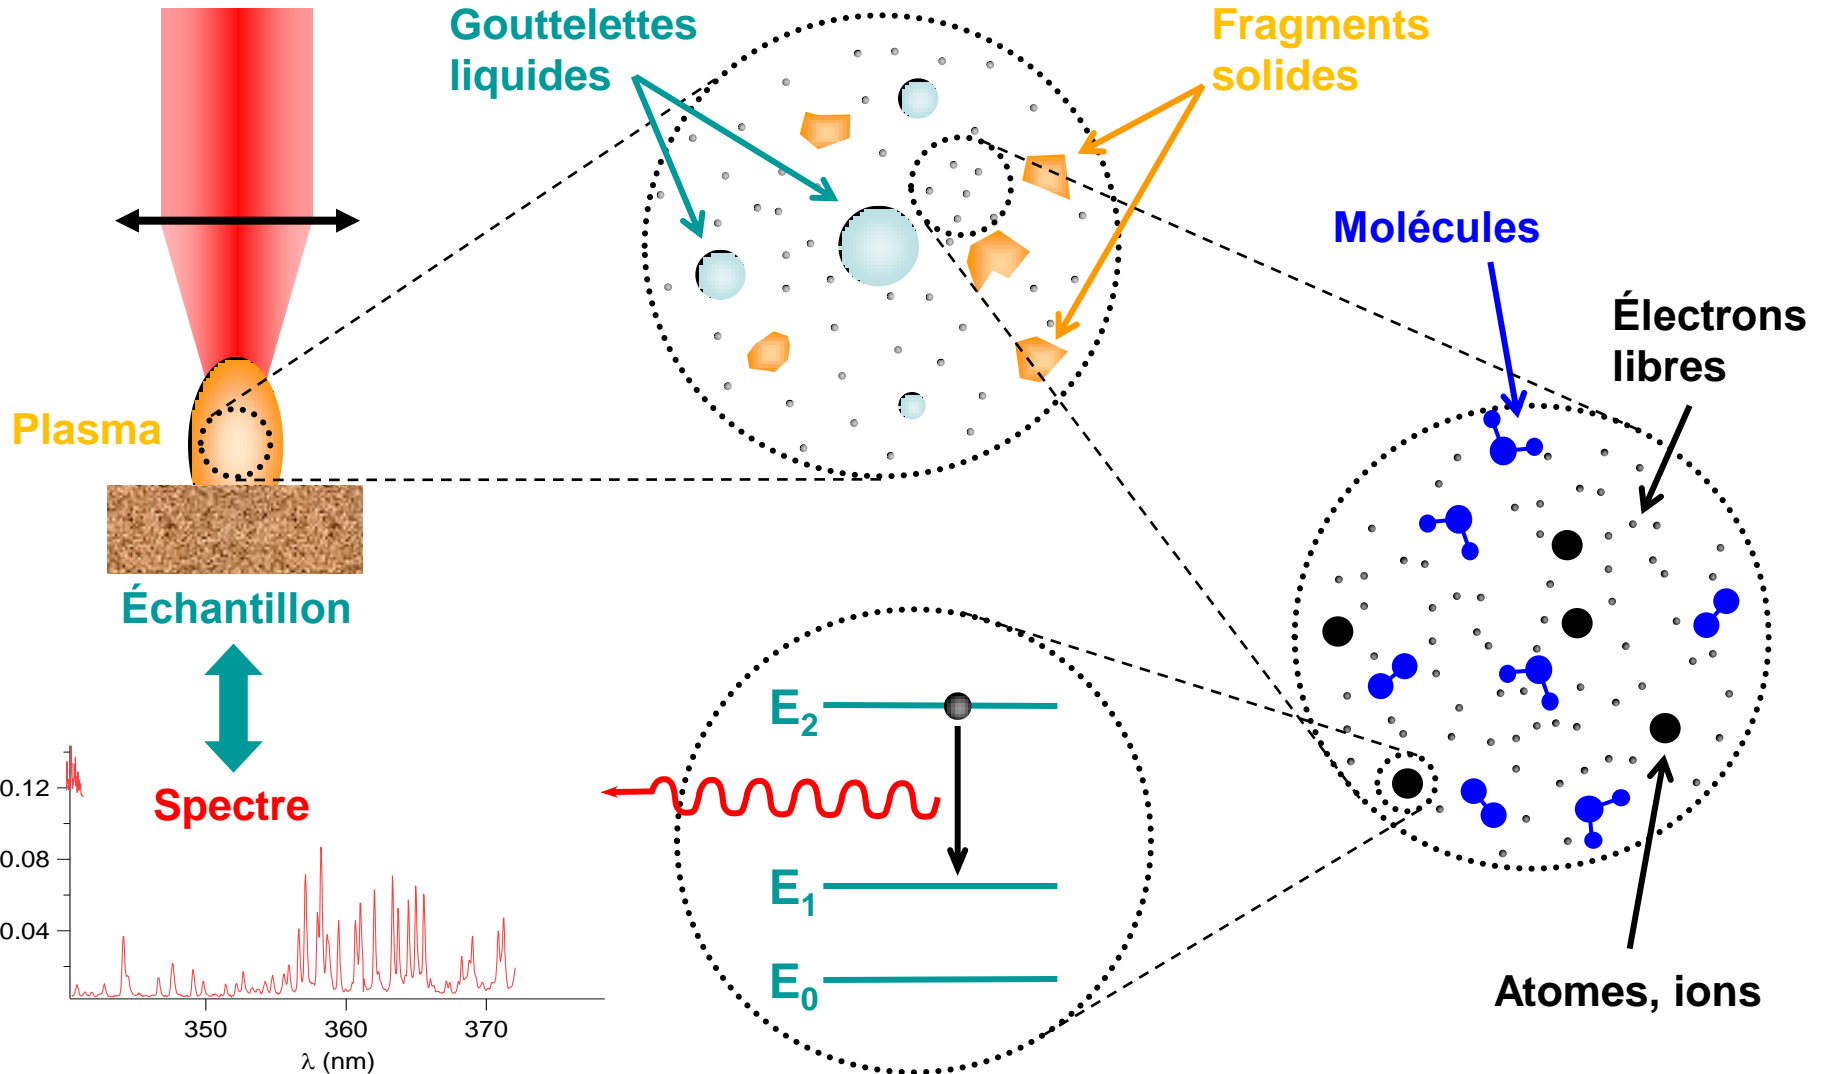 Gouttelettes
liquides
Fragments
solides
Molécules
Électrons
libres
Plasma
Échantillon
Spectre
E2
E1
E0
Atomes, ions
0.12
0.08
0.04
350 360 370
λ (nm)